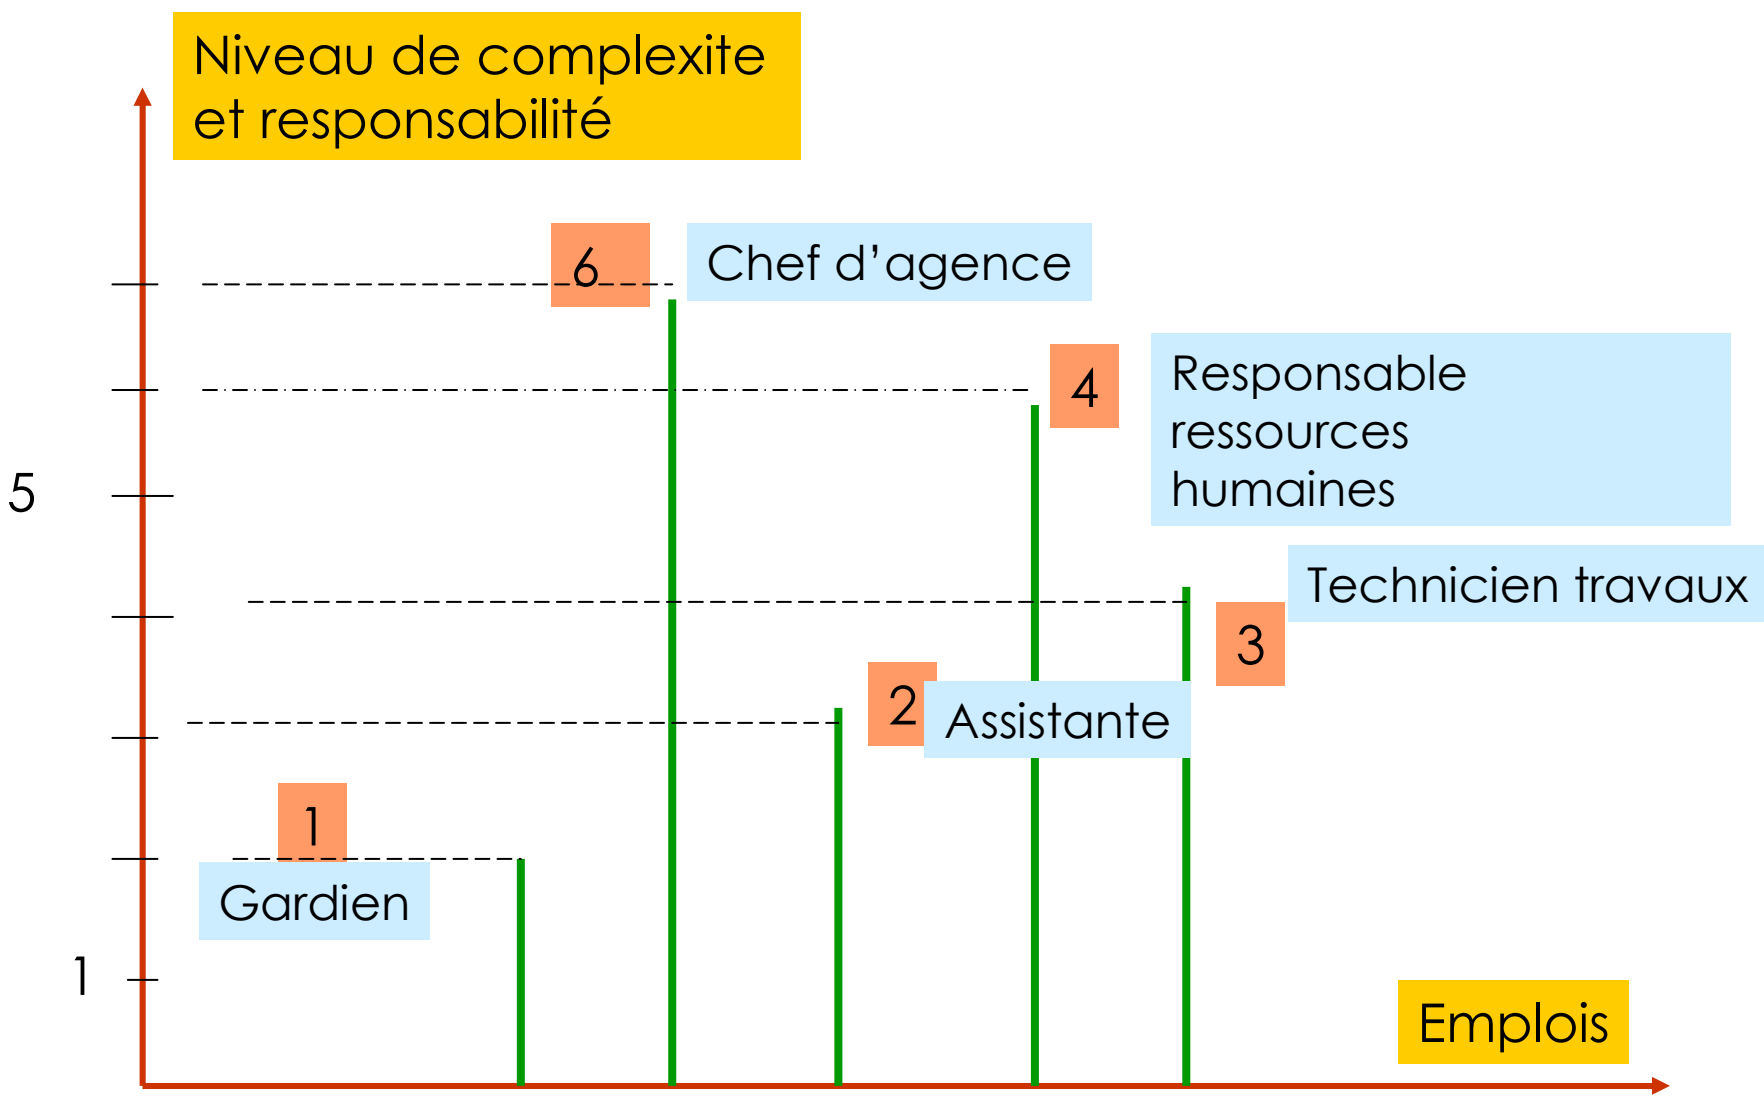 Niveau de complexite
et responsabilité
6
Chef d’agence
4
Responsable
ressources
humaines
5
Technicien travaux
3
2
Assistante
1
Gardien
1
Emplois